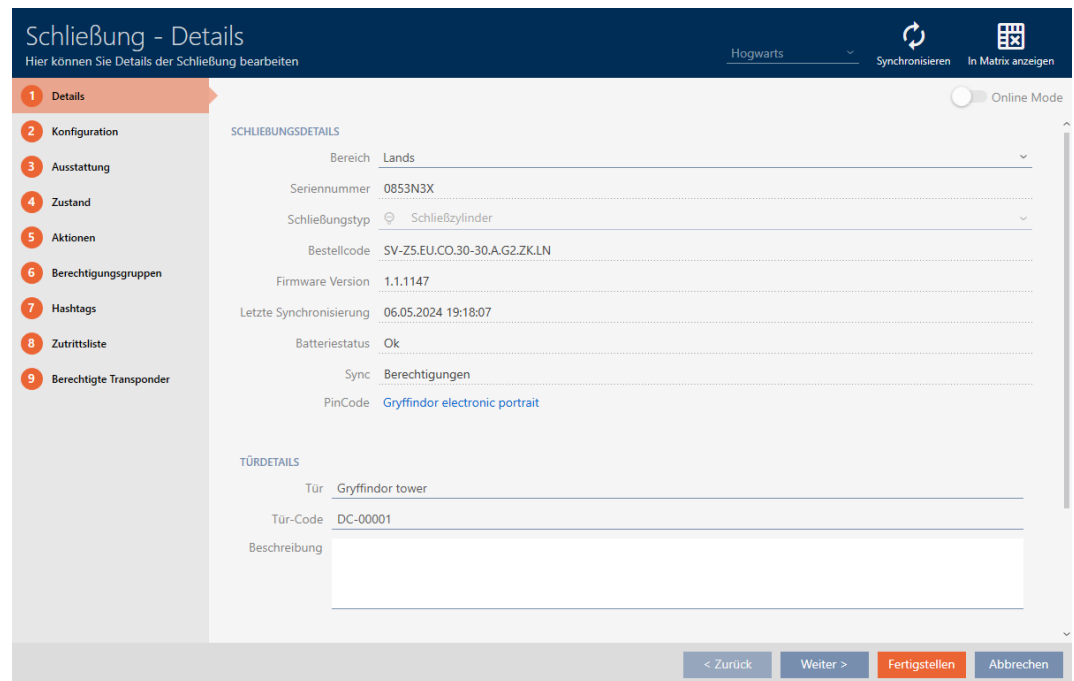 Schließung - Details
Hier können Sie Details der Schließung bearbeiten
Hogwarts
Synchronisieren
In Matrix anzeigen
1 Details
2 Konfiguration
3 Ausstattung
4 Zustand
5 Aktionen
6 Berechtigungsgruppen
7 Hashtags
8 Zutrittsliste
9 Berechtigte Transponder
Online Mode
SCHLIEßUNGSDETAILS
Bereich Lands
Seriennummer 0853N3X
Schließungstyp Schließzylinder
Bestellcode SV-Z5.EU.CO.30-30.A.G2.ZK.LN
Firmware Version 1.1.1147
Letzte Synchronisierung 06.05.2024 19:18:07
Batteriestatus Ok
Sync Berechtigungen
PinCode Gryffindor electronic portrait
TÜRDETAILS
Tür Gryffindor tower
Tür-Code DC-00001
Beschreibung
< Zurück
Weiter >
Fertigstellen
Abbrechen